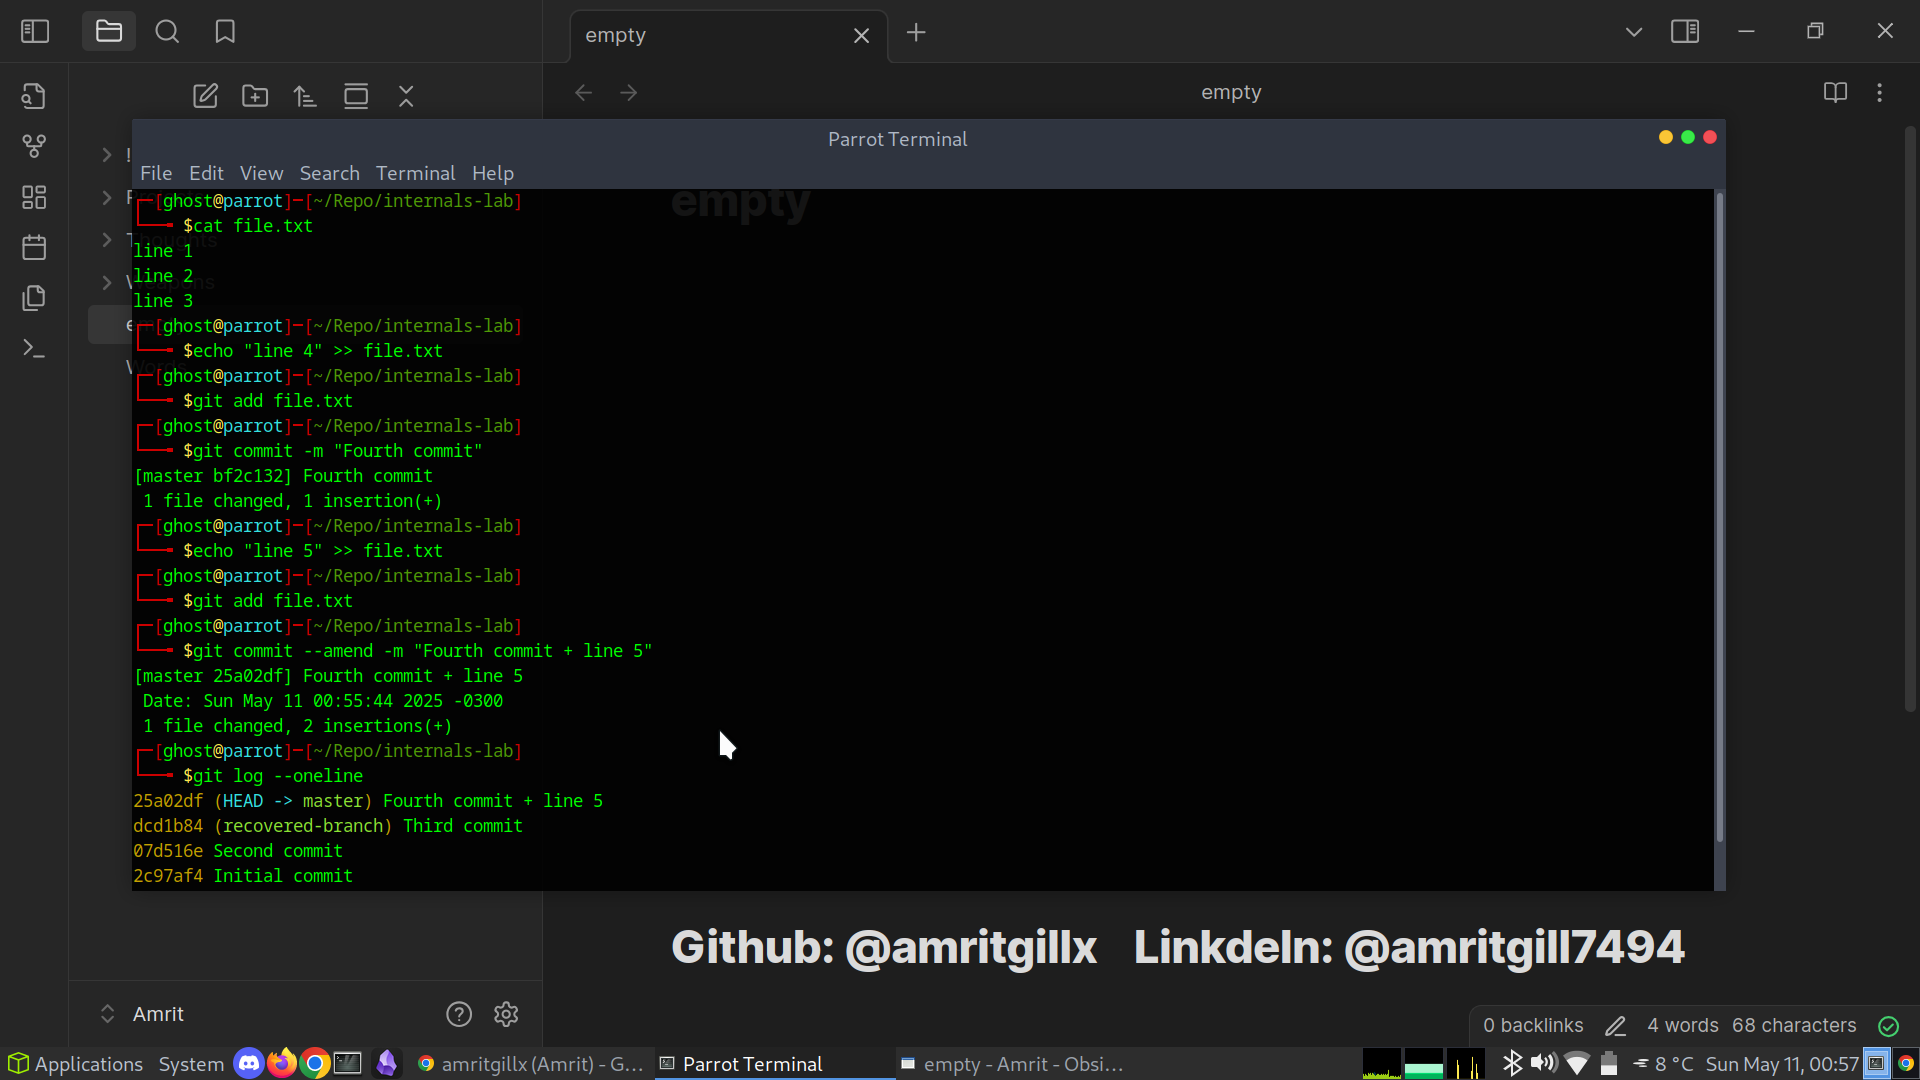 empty
empty
Parrot Terminal
File Edit View Search Terminal Help
empty
┌─[ghost@parrot]─[~/Repo/internals-lab]
└──╼ $cat file.txt
line 1
line 2
line 3
┌─[ghost@parrot]─[~/Repo/internals-lab]
└──╼ $echo "line 4" >> file.txt
┌─[ghost@parrot]─[~/Repo/internals-lab]
└──╼ $git add file.txt
┌─[ghost@parrot]─[~/Repo/internals-lab]
└──╼ $git commit -m "Fourth commit"
[master bf2c132] Fourth commit
 1 file changed, 1 insertion(+)
┌─[ghost@parrot]─[~/Repo/internals-lab]
└──╼ $echo "line 5" >> file.txt
┌─[ghost@parrot]─[~/Repo/internals-lab]
└──╼ $git add file.txt
┌─[ghost@parrot]─[~/Repo/internals-lab]
└──╼ $git commit --amend -m "Fourth commit + line 5"
[master 25a02df] Fourth commit + line 5
 Date: Sun May 11 00:55:44 2025 -0300
 1 file changed, 2 insertions(+)
┌─[ghost@parrot]─[~/Repo/internals-lab]
└──╼ $git log --oneline
25a02df (HEAD -> master) Fourth commit + line 5
dcd1b84 (recovered-branch) Third commit
07d516e Second commit
2c97af4 Initial commit
Github: @amritgillx LinkdeIn: @amritgill7494
Amrit
0 backlinks 4 words 68 characters
Applications System amritgillx (Amrit) - G... Parrot Terminal empty - Amrit - Obsi... 8 °C Sun May 11, 00:57